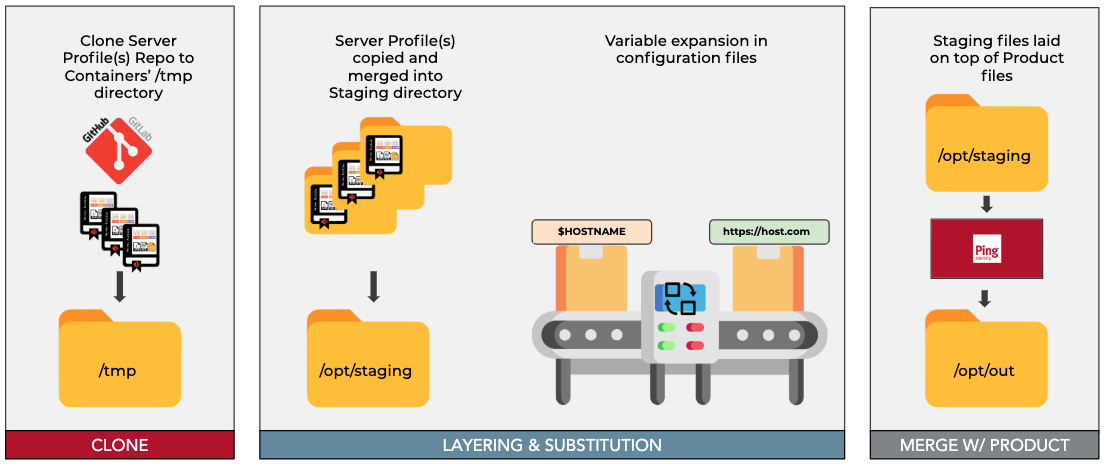 Clone Server
Profile(s) Repo to
Containers' /tmp
directory
GitHub
GitLab
/tmp
CLONE
Server Profile(s)
copied and
merged into
Staging directory
/opt/staging
Variable expansion in
configuration files
$HOSTNAME
https://host.com
LAYERING & SUBSTITUTION
Staging files laid
on top of Product
files
/opt/staging
Ping
Identity
/opt/out
MERGE W/ PRODUCT